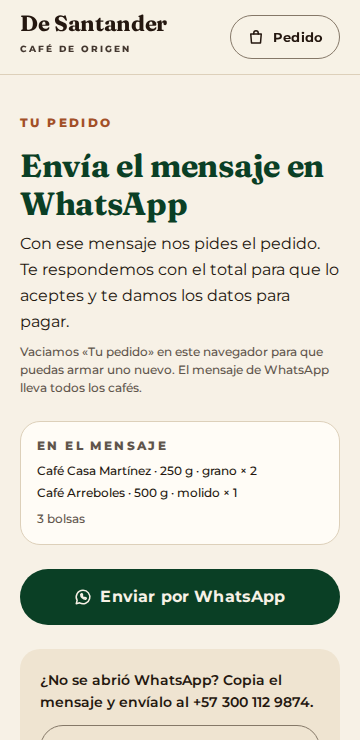 De Santander
CAFÉ DE ORIGEN
Pedido
TU PEDIDO
Envía el mensaje en
WhatsApp
Con ese mensaje nos pides el pedido.
Te respondemos con el total para que lo
aceptes y te damos los datos para
pagar.
Vaciamos «Tu pedido» en este navegador para que
puedas armar uno nuevo. El mensaje de WhatsApp
lleva todos los cafés.
EN EL MENSAJE
Café Casa Martínez · 250 g · grano × 2
Café Arreboles · 500 g · molido × 1
3 bolsas
Enviar por WhatsApp
¿No se abrió WhatsApp? Copia el
mensaje y envíalo al +57 300 112 9874.